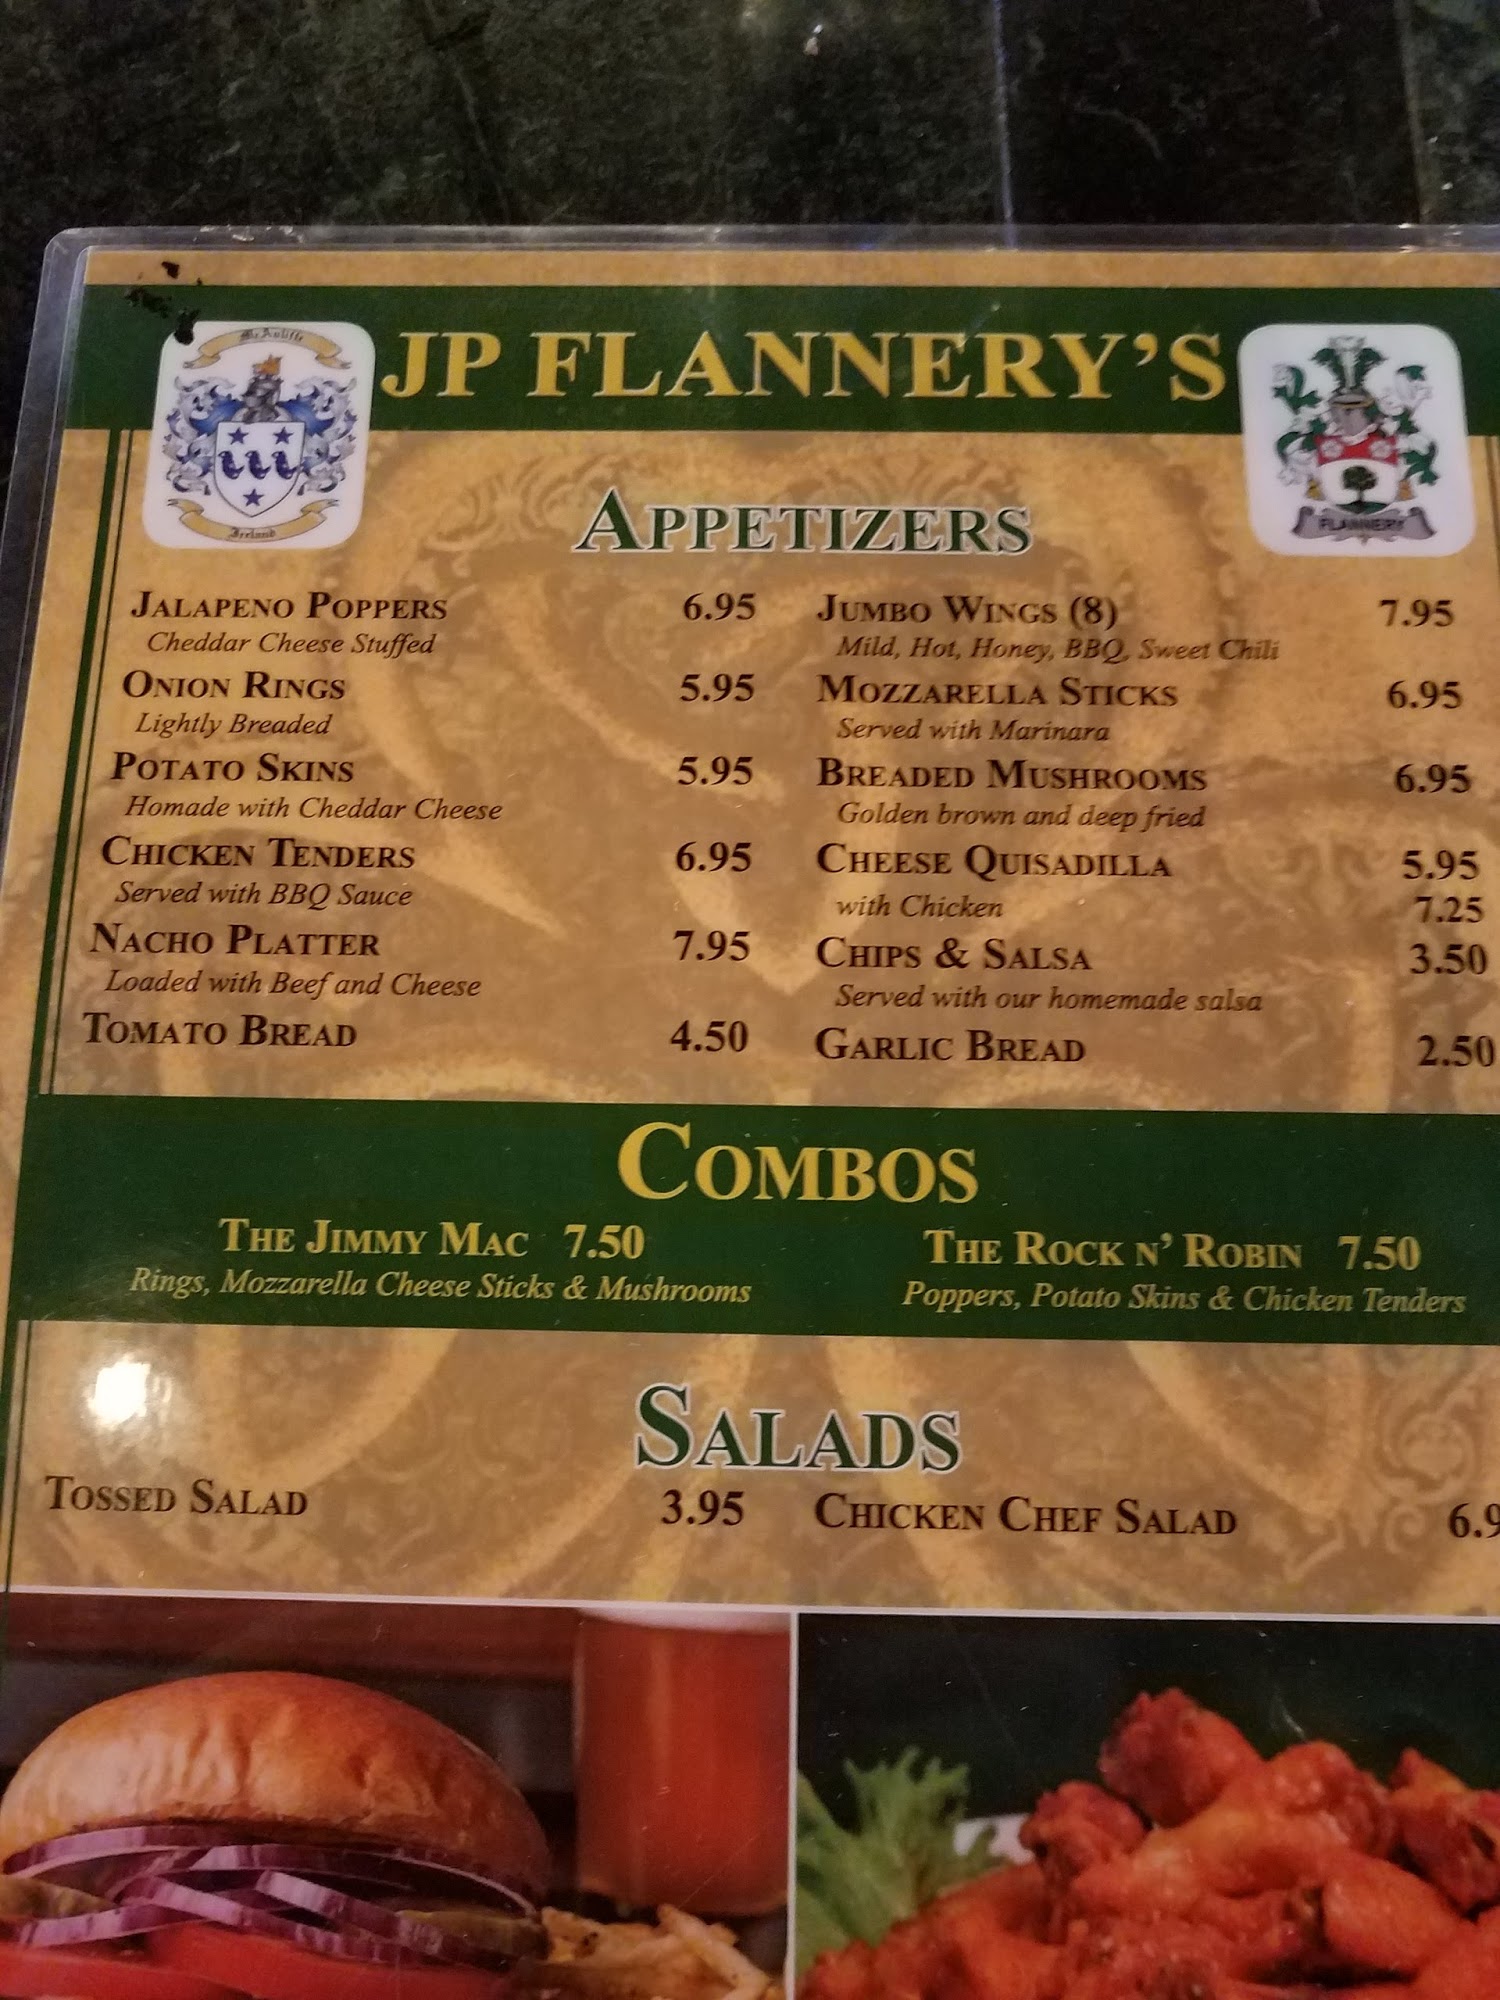 McAuliffe
Ireland
JP FLANNERY'S
FLANNERY
APPETIZERS
JALAPENO POPPERS 6.95
Cheddar Cheese Stuffed
ONION RINGS 5.95
Lightly Breaded
POTATO SKINS 5.95
Homade with Cheddar Cheese
CHICKEN TENDERS 6.95
Served with BBQ Sauce
NACHO PLATTER 7.95
Loaded with Beef and Cheese
TOMATO BREAD 4.50
JUMBO WINGS (8) 7.95
Mild, Hot, Honey, BBQ, Sweet Chili
MOZZARELLA STICKS 6.95
Served with Marinara
BREADED MUSHROOMS 6.95
Golden brown and deep fried
CHEESE QUISADILLA 5.95
with Chicken 7.25
CHIPS & SALSA 3.50
Served with our homemade salsa
GARLIC BREAD 2.50
COMBOS
THE JIMMY MAC 7.50
Rings, Mozzarella Cheese Sticks & Mushrooms
THE ROCK N' ROBIN 7.50
Poppers, Potato Skins & Chicken Tenders
SALADS
TOSSED SALAD 3.95
CHICKEN CHEF SALAD 6.9